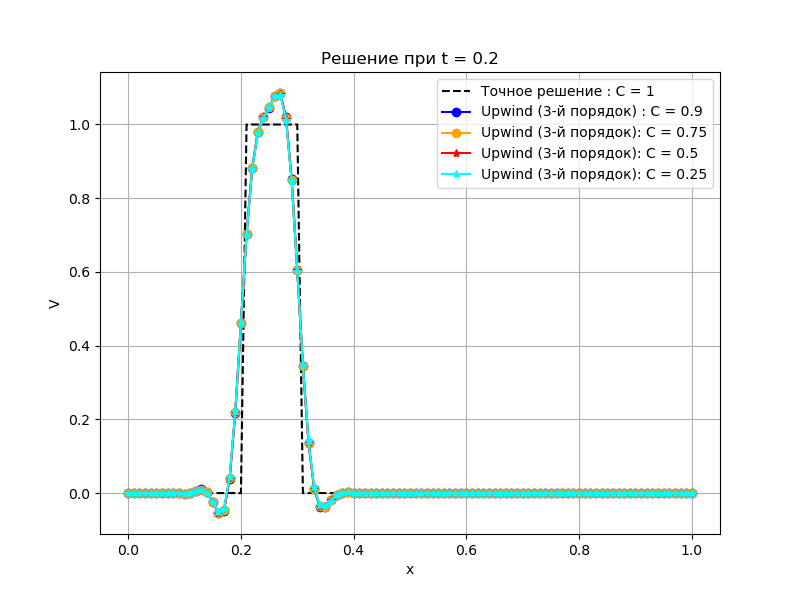 Решение при t = 0.2
Точное решение : C = 1
Upwind (3-й порядок) : C = 0.9
Upwind (3-й порядок): C = 0.75
Upwind (3-й порядок): C = 0.5
Upwind (3-й порядок): C = 0.25
1.0
0.8
0.6
0.4
0.2
0.0
V
0.0 0.2 0.4 0.6 0.8 1.0
x